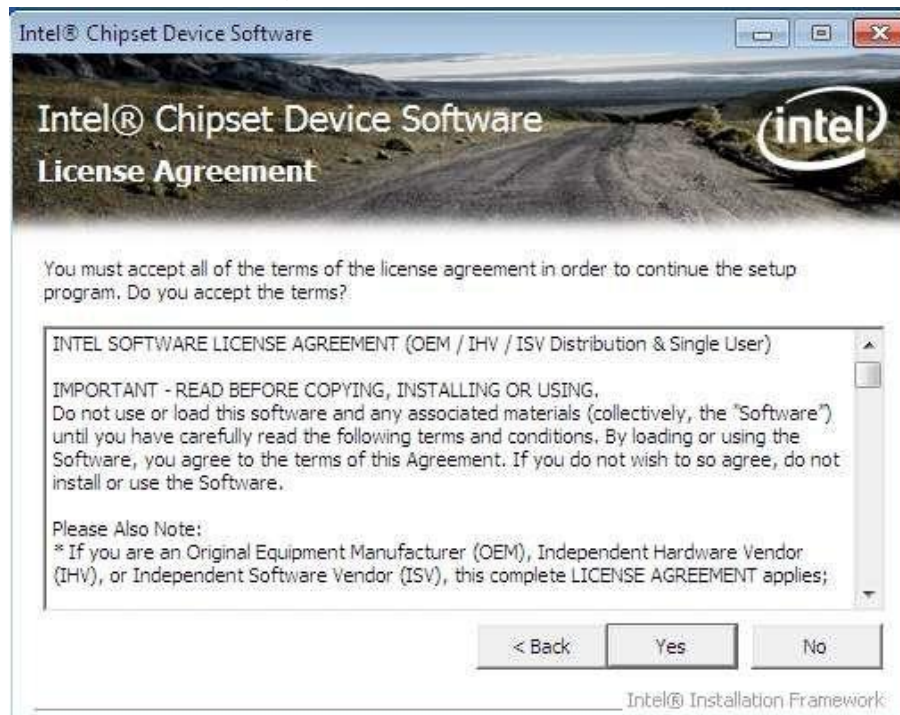 Intel® Chipset Device Software
Intel® Chipset Device Software
intel
License Agreement
You must accept all of the terms of the license agreement in order to continue the setup
program. Do you accept the terms?
INTEL SOFTWARE LICENSE AGREEMENT (OEM / IHV / ISV Distribution & Single User)
IMPORTANT - READ BEFORE COPYING, INSTALLING OR USING.
Do not use or load this software and any associated materials (collectively, the "Software")
until you have carefully read the following terms and conditions. By loading or using the
Software, you agree to the terms of this Agreement. If you do not wish to so agree, do not
install or use the Software.
Please Also Note:
* If you are an Original Equipment Manufacturer (OEM), Independent Hardware Vendor
(IHV), or Independent Software Vendor (ISV), this complete LICENSE AGREEMENT applies;
< Back Yes No
Intel® Installation Framework